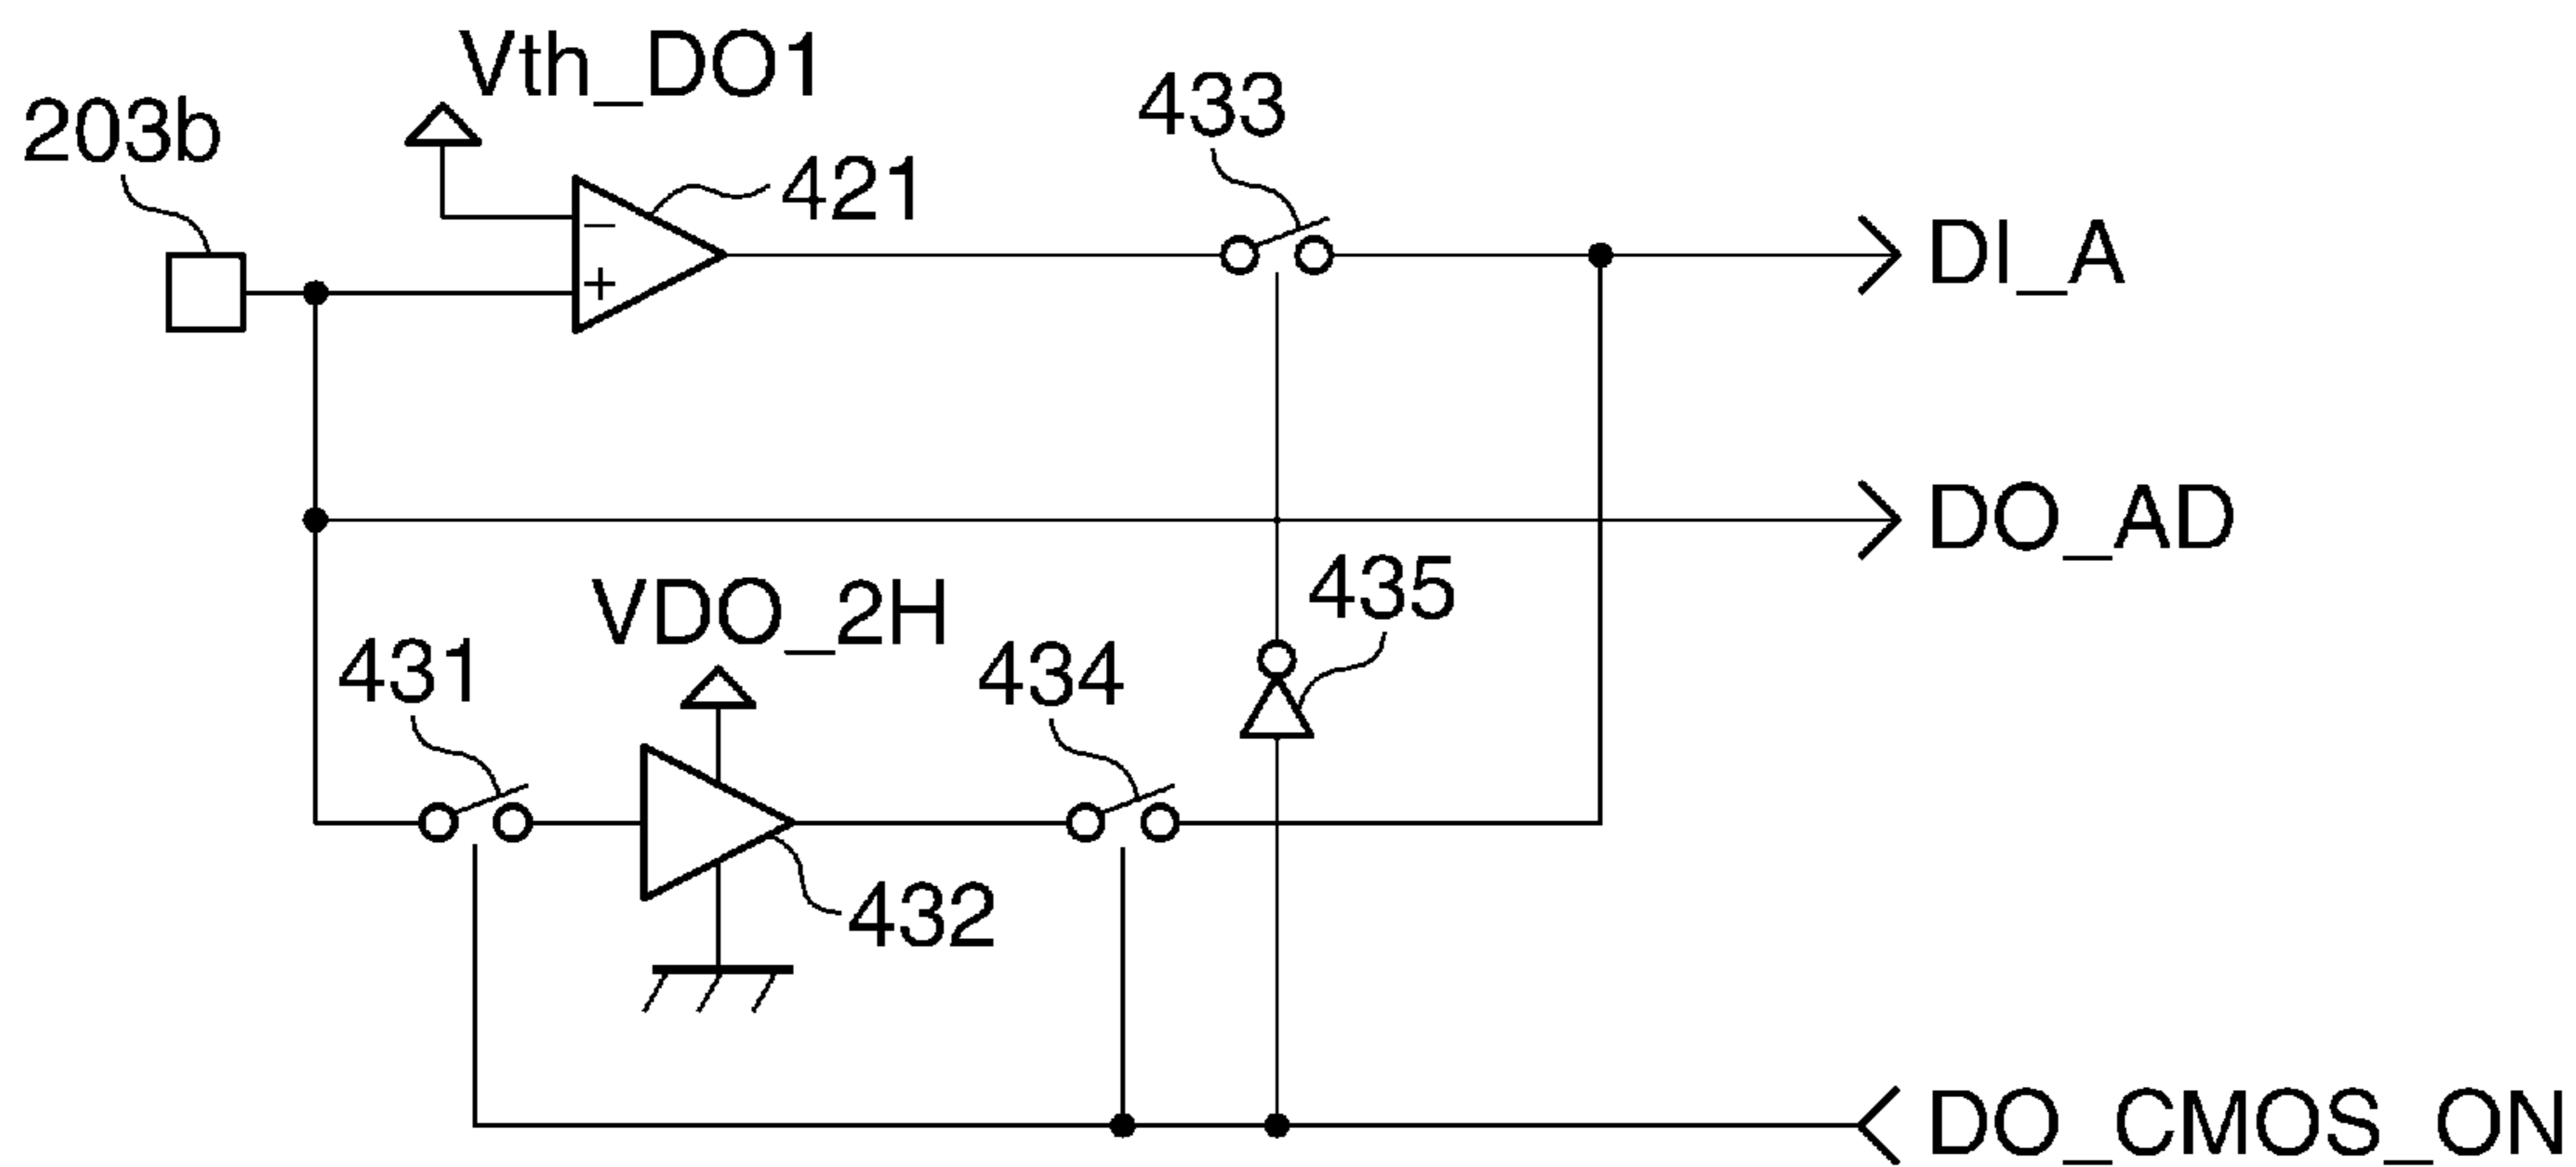 Vth_DO1
203b
433
421
−
+
DI_A
DO_AD
435
VDO_2H
431
434
432
DO_CMOS_ON